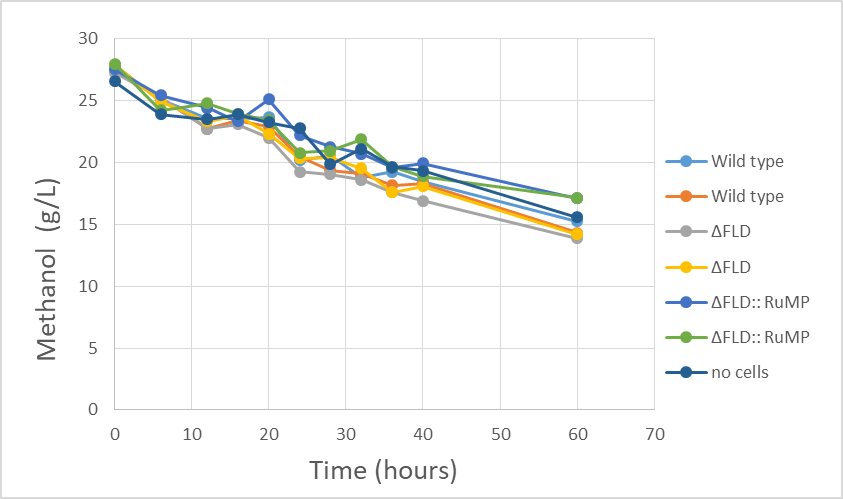 30
25
20
15
10
5
0
0 10 20 30 40 50 60 70
Methanol (g/L)
Time (hours)
Wild type
Wild type
ΔFLD
ΔFLD
ΔFLD:: RuMP
ΔFLD:: RuMP
no cells